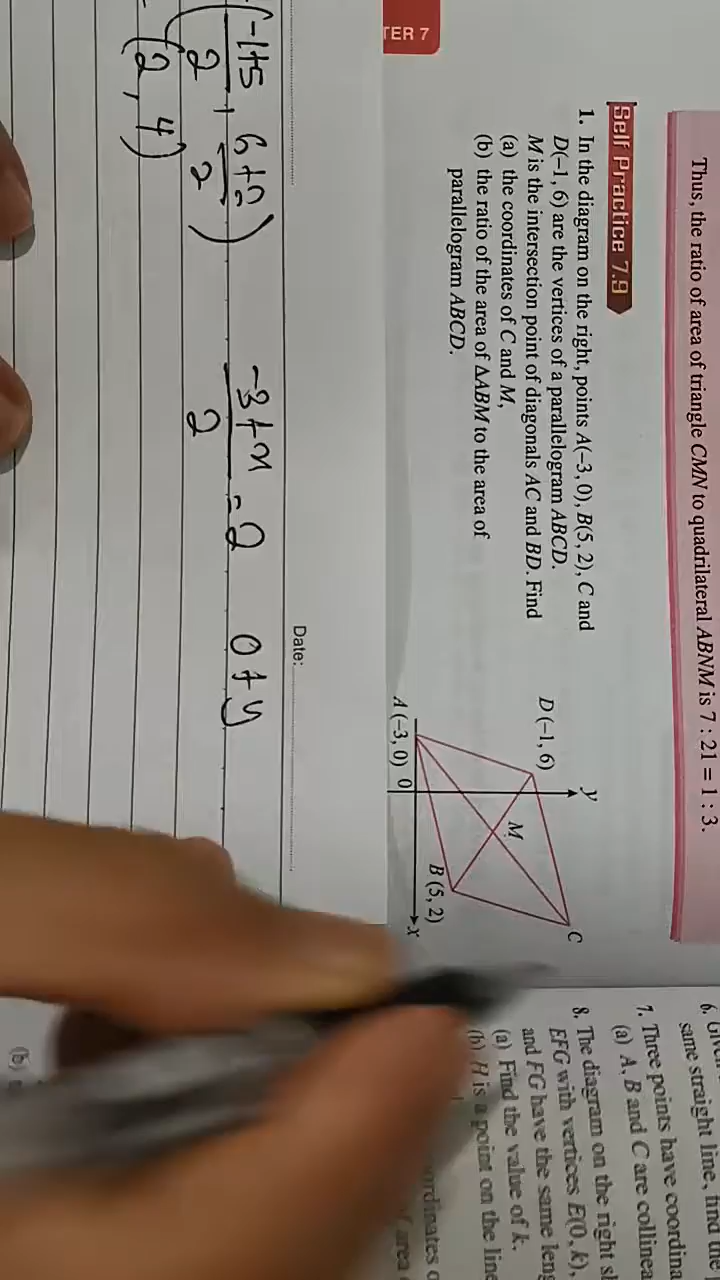 Thus, the ratio of area of triangle CMN to quadrilateral ABNM is 7 : 21 = 1 : 3.
Self Practice 7.9
1. In the diagram on the right, points A(−3, 0), B(5, 2), C and
D(−1, 6) are the vertices of a parallelogram ABCD.
M is the intersection point of diagonals AC and BD. Find
(a) the coordinates of C and M,
(b) the ratio of the area of ΔABM to the area of
parallelogram ABCD.
y
C
D (−1, 6)
M
B (5, 2)
A (−3, 0)
0
x
TER 7
6.
same straight line, find the
7. Three points have coordina
(a) A, B and C are collinea
8. The diagram on the right s
EFG with vertices E(0, k),
and FG have the same leng
(a) Find the value of k.
(b) H is a point on the line
ordinates o
area
(b)
Date:
(-1+5/2, 6+2/2)
(2, 4)
-3+x/2 = 2
0+y